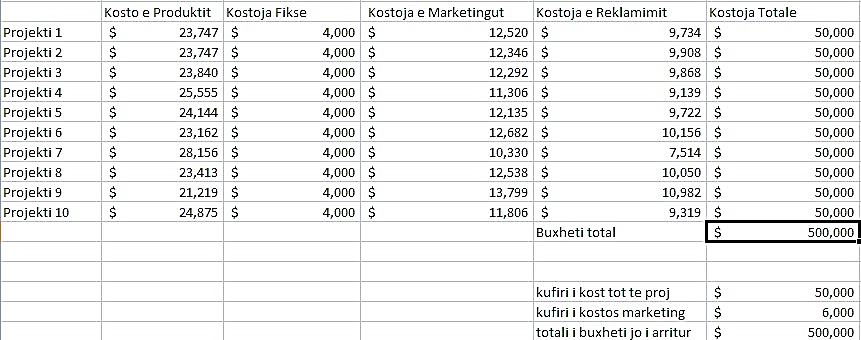 Kosto e Produktit Kostoja Fikse Kostoja e Marketingut Kostoja e Reklamimit Kostoja Totale
Projekti 1 $ 23,747 $ 4,000 $ 12,520 $ 9,734 $ 50,000
Projekti 2 $ 23,747 $ 4,000 $ 12,346 $ 9,908 $ 50,000
Projekti 3 $ 23,840 $ 4,000 $ 12,292 $ 9,868 $ 50,000
Projekti 4 $ 25,555 $ 4,000 $ 11,306 $ 9,139 $ 50,000
Projekti 5 $ 24,144 $ 4,000 $ 12,135 $ 9,722 $ 50,000
Projekti 6 $ 23,162 $ 4,000 $ 12,682 $ 10,156 $ 50,000
Projekti 7 $ 28,156 $ 4,000 $ 10,330 $ 7,514 $ 50,000
Projekti 8 $ 23,413 $ 4,000 $ 12,538 $ 10,050 $ 50,000
Projekti 9 $ 21,219 $ 4,000 $ 13,799 $ 10,982 $ 50,000
Projekti 10 $ 24,875 $ 4,000 $ 11,806 $ 9,319 $ 50,000
Buxheti total $ 500,000
kufiri i kost tot te proj $ 50,000
kufiri i kostos marketing $ 6,000
totali i buxheti jo i arritur $ 500,000